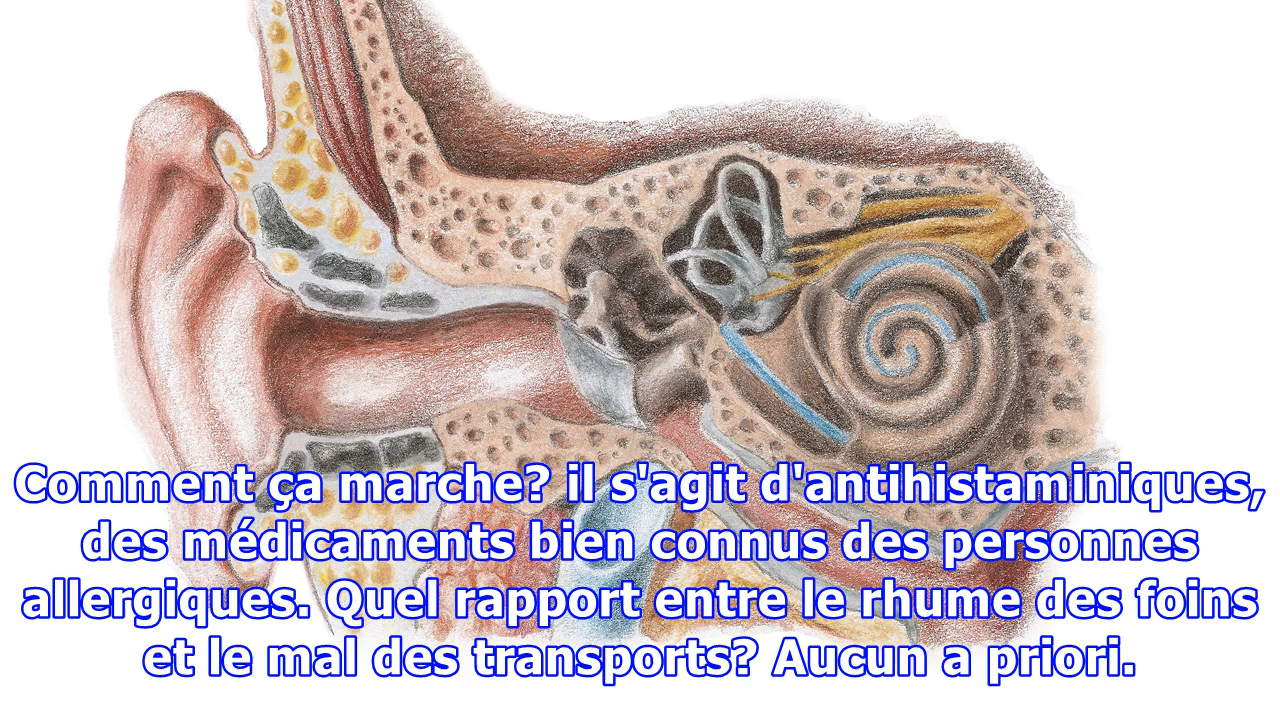 Comment ça marche? il s'agit d'antihistaminiques,
des médicaments bien connus des personnes
allergiques. Quel rapport entre le rhume des foins
et le mal des transports? Aucun a priori.